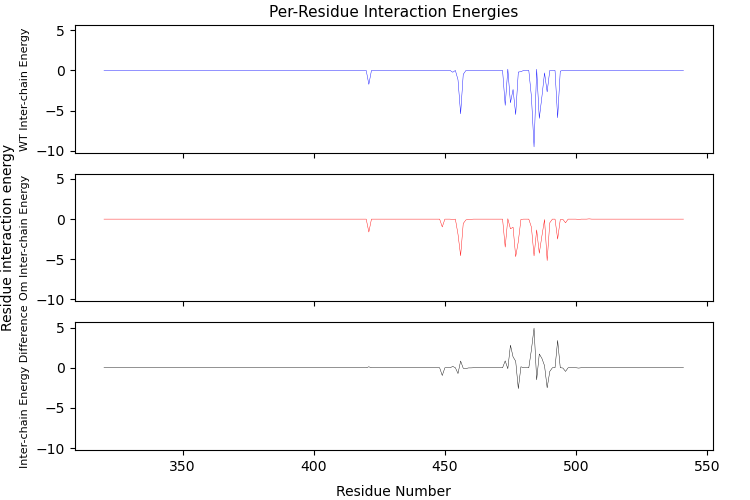 Per-Residue Interaction Energies
Residue interaction energy
WT Inter-chain Energy
5
0
−5
−10
Om Inter-chain Energy
5
0
−5
−10
Inter-chain Energy Difference
5
0
−5
−10
350
400
450
500
550
Residue Number